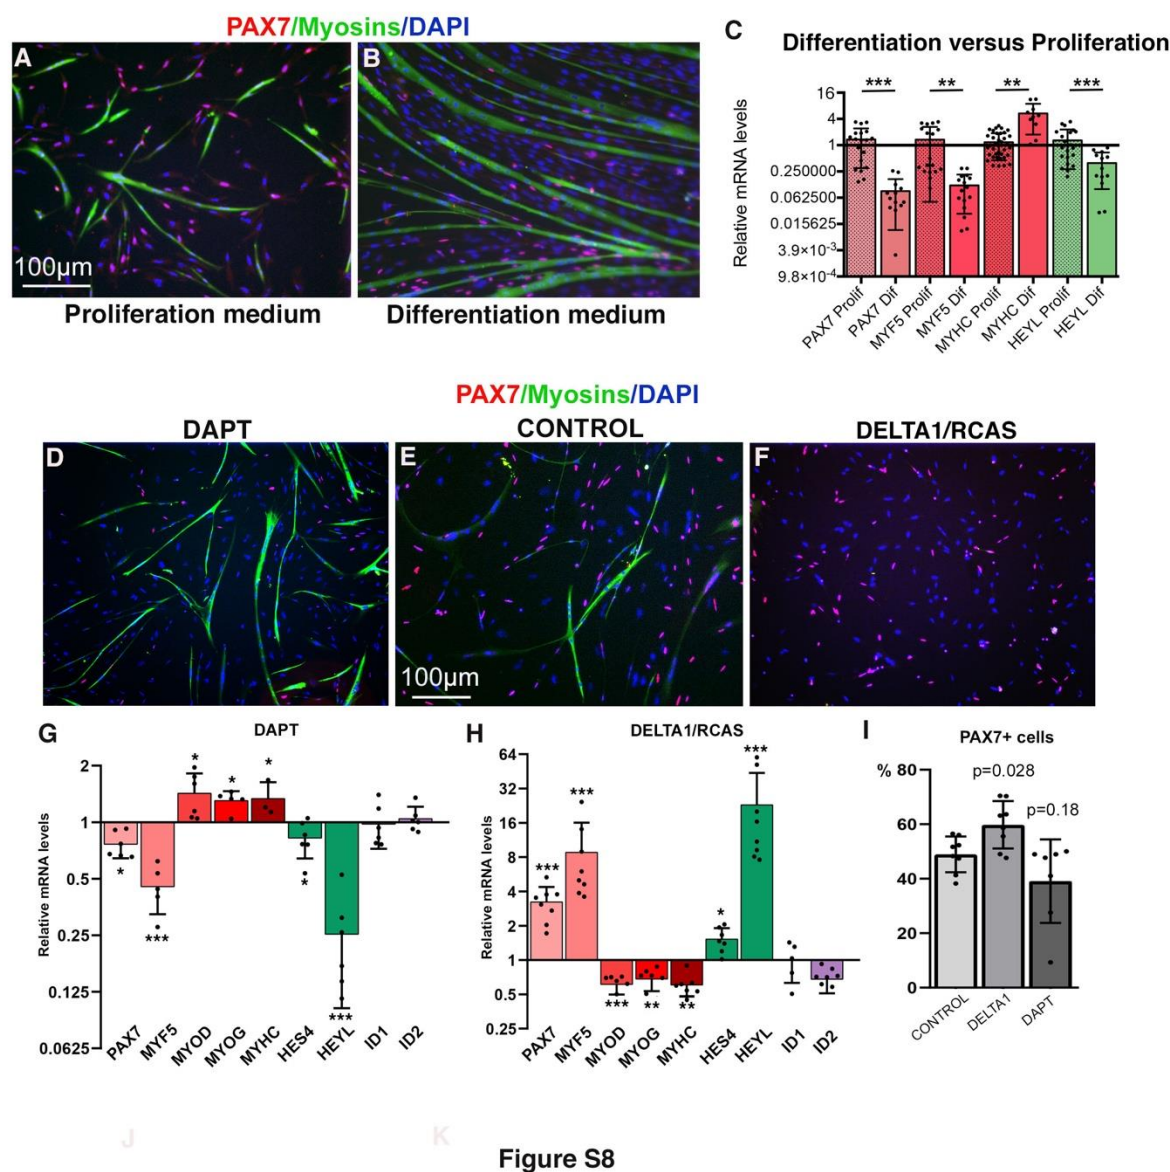 PAX7/Myosins/DAPI
A
B
100µm
Proliferation medium
Differentiation medium
C
Differentiation versus Proliferation
***
**
**
***
Relative mRNA levels
16
4
1
0.250000
0.062500
0.015625
3.9×10⁻³
9.8×10⁻⁴
PAX7 Prolif
PAX7 Dif
MYF5 Prolif
MYF5 Dif
MYHC Prolif
MYHC Dif
HEYL Prolif
HEYL Dif
PAX7/Myosins/DAPI
DAPT
CONTROL
DELTA1/RCAS
D
E
F
100µm
G
DAPT
Relative mRNA levels
2
1
0.5
0.25
0.125
0.0625
*
***
*
*
*
*
***
PAX7
MYF5
MYOD
MYOG
MYHC
HES4
HEYL
ID1
ID2
H
DELTA1/RCAS
Relative mRNA levels
64
32
16
8
4
2
1
0.5
0.25
***
***
***
**
**
*
***
PAX7
MYF5
MYOD
MYOG
MYHC
HES4
HEYL
ID1
ID2
I
PAX7+ cells
%
80
60
40
20
0
p=0.028
p=0.18
CONTROL
DELTA1
DAPT
J
K
Figure S8